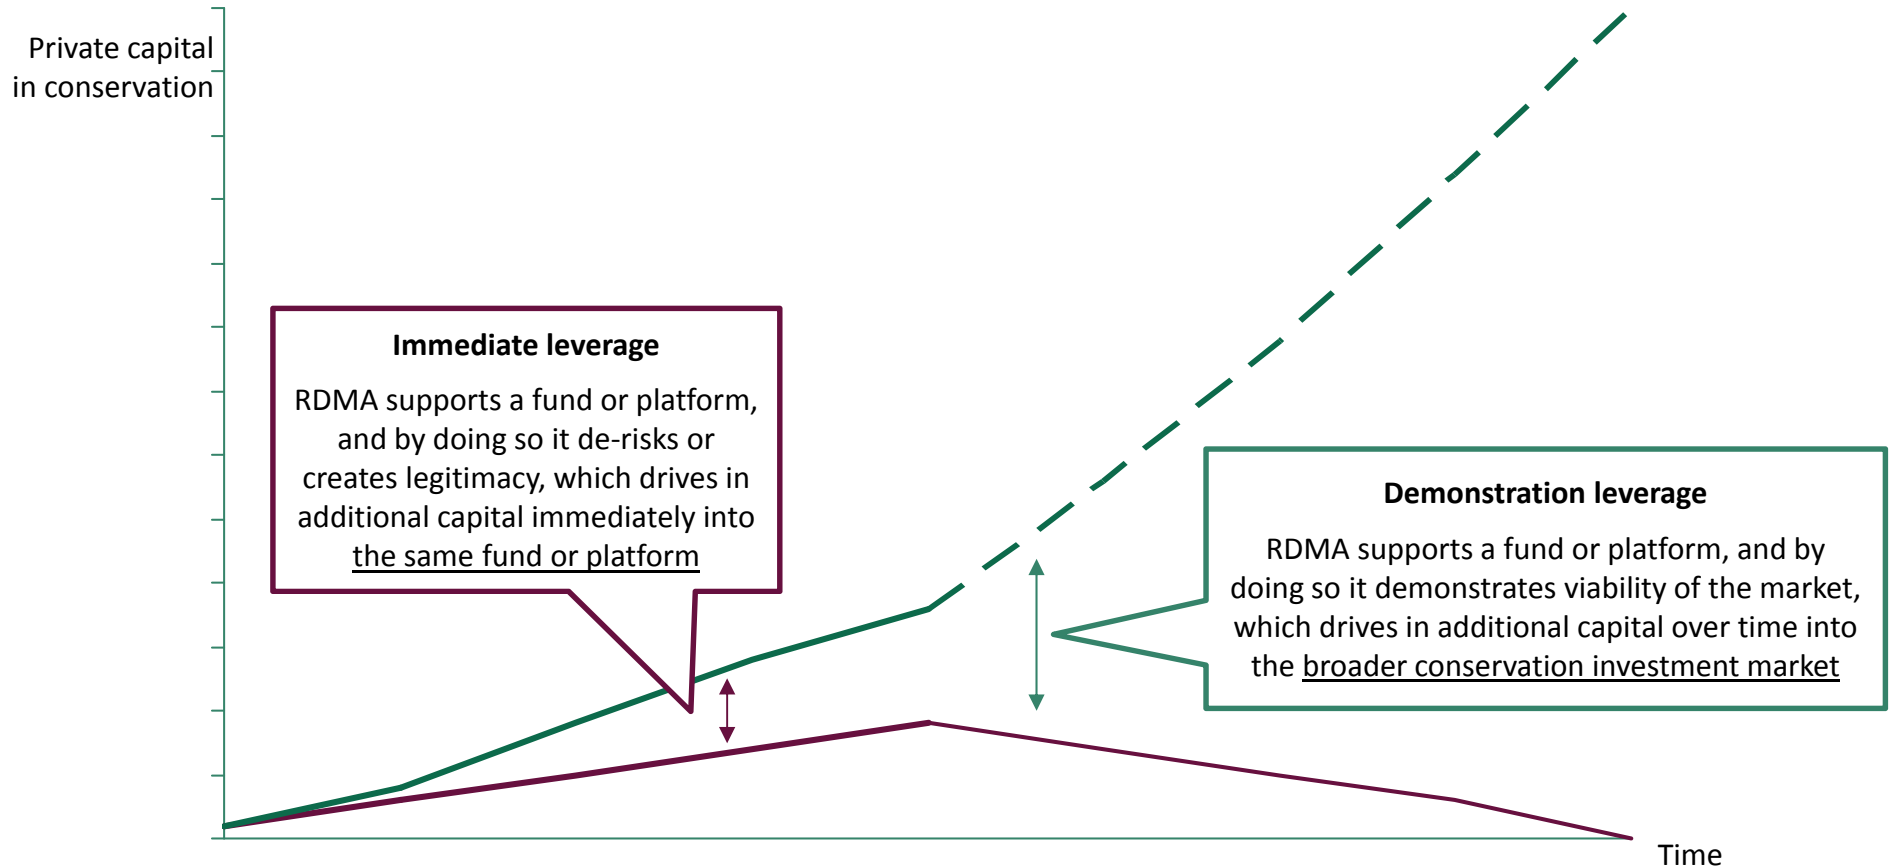 Private capital
in conservation
Immediate leverage
RDMA supports a fund or platform,
and by doing so it de-risks or
creates legitimacy, which drives in
additional capital immediately into
the same fund or platform
Demonstration leverage
RDMA supports a fund or platform, and by
doing so it demonstrates viability of the market,
which drives in additional capital over time into
the broader conservation investment market
Time